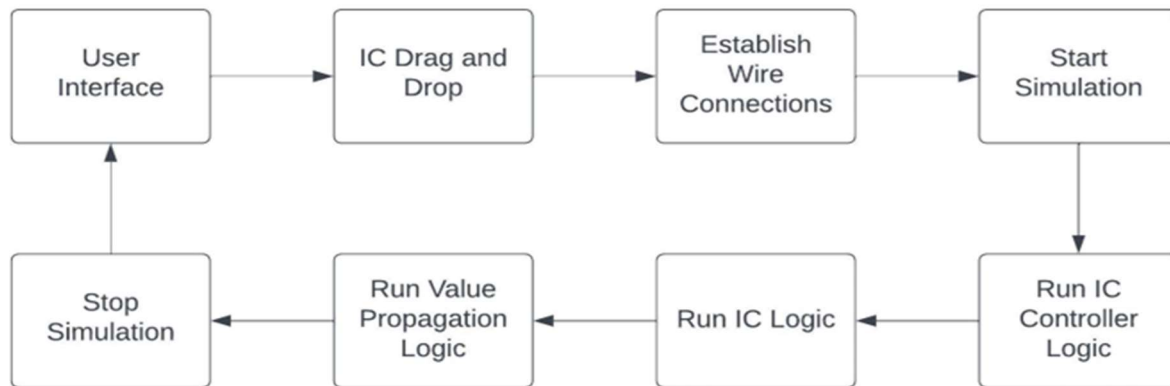 User
Interface
IC Drag and
Drop
Establish
Wire
Connections
Start
Simulation
Stop
Simulation
Run Value
Propagation
Logic
Run IC Logic
Run IC
Controller
Logic